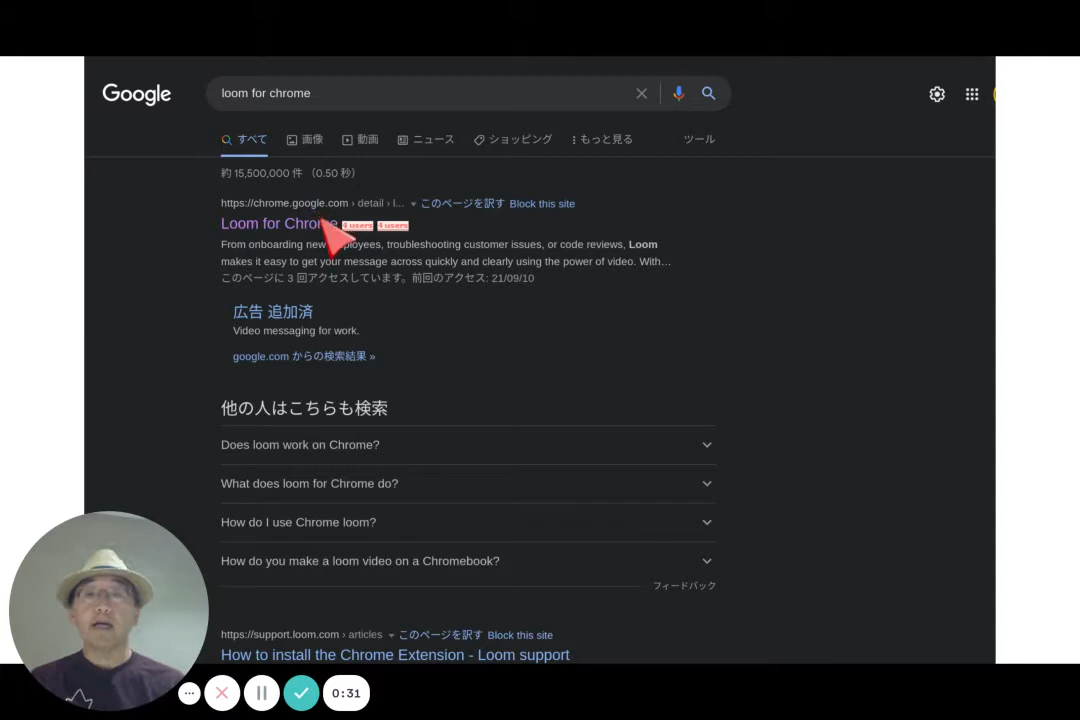 Google
loom for chrome
すべて 画像 動画 ニュース ショッピング もっと見る ツール
約 15,500,000 件 （0.50 秒）
https://chrome.google.com › detail › l... このページを訳す Block this site
Loom for Chrome 4 users 4 users
From onboarding new employees, troubleshooting customer issues, or code reviews, Loom
makes it easy to get your message across quickly and clearly using the power of video. With...
このページに 3 回アクセスしています。前回のアクセス: 21/09/10
広告 追加済
Video messaging for work.
google.com からの検索結果 »
他の人はこちらも検索
Does loom work on Chrome?
What does loom for Chrome do?
How do I use Chrome loom?
How do you make a loom video on a Chromebook?
フィードバック
https://support.loom.com › articles このページを訳す Block this site
How to install the Chrome Extension - Loom support
0:31